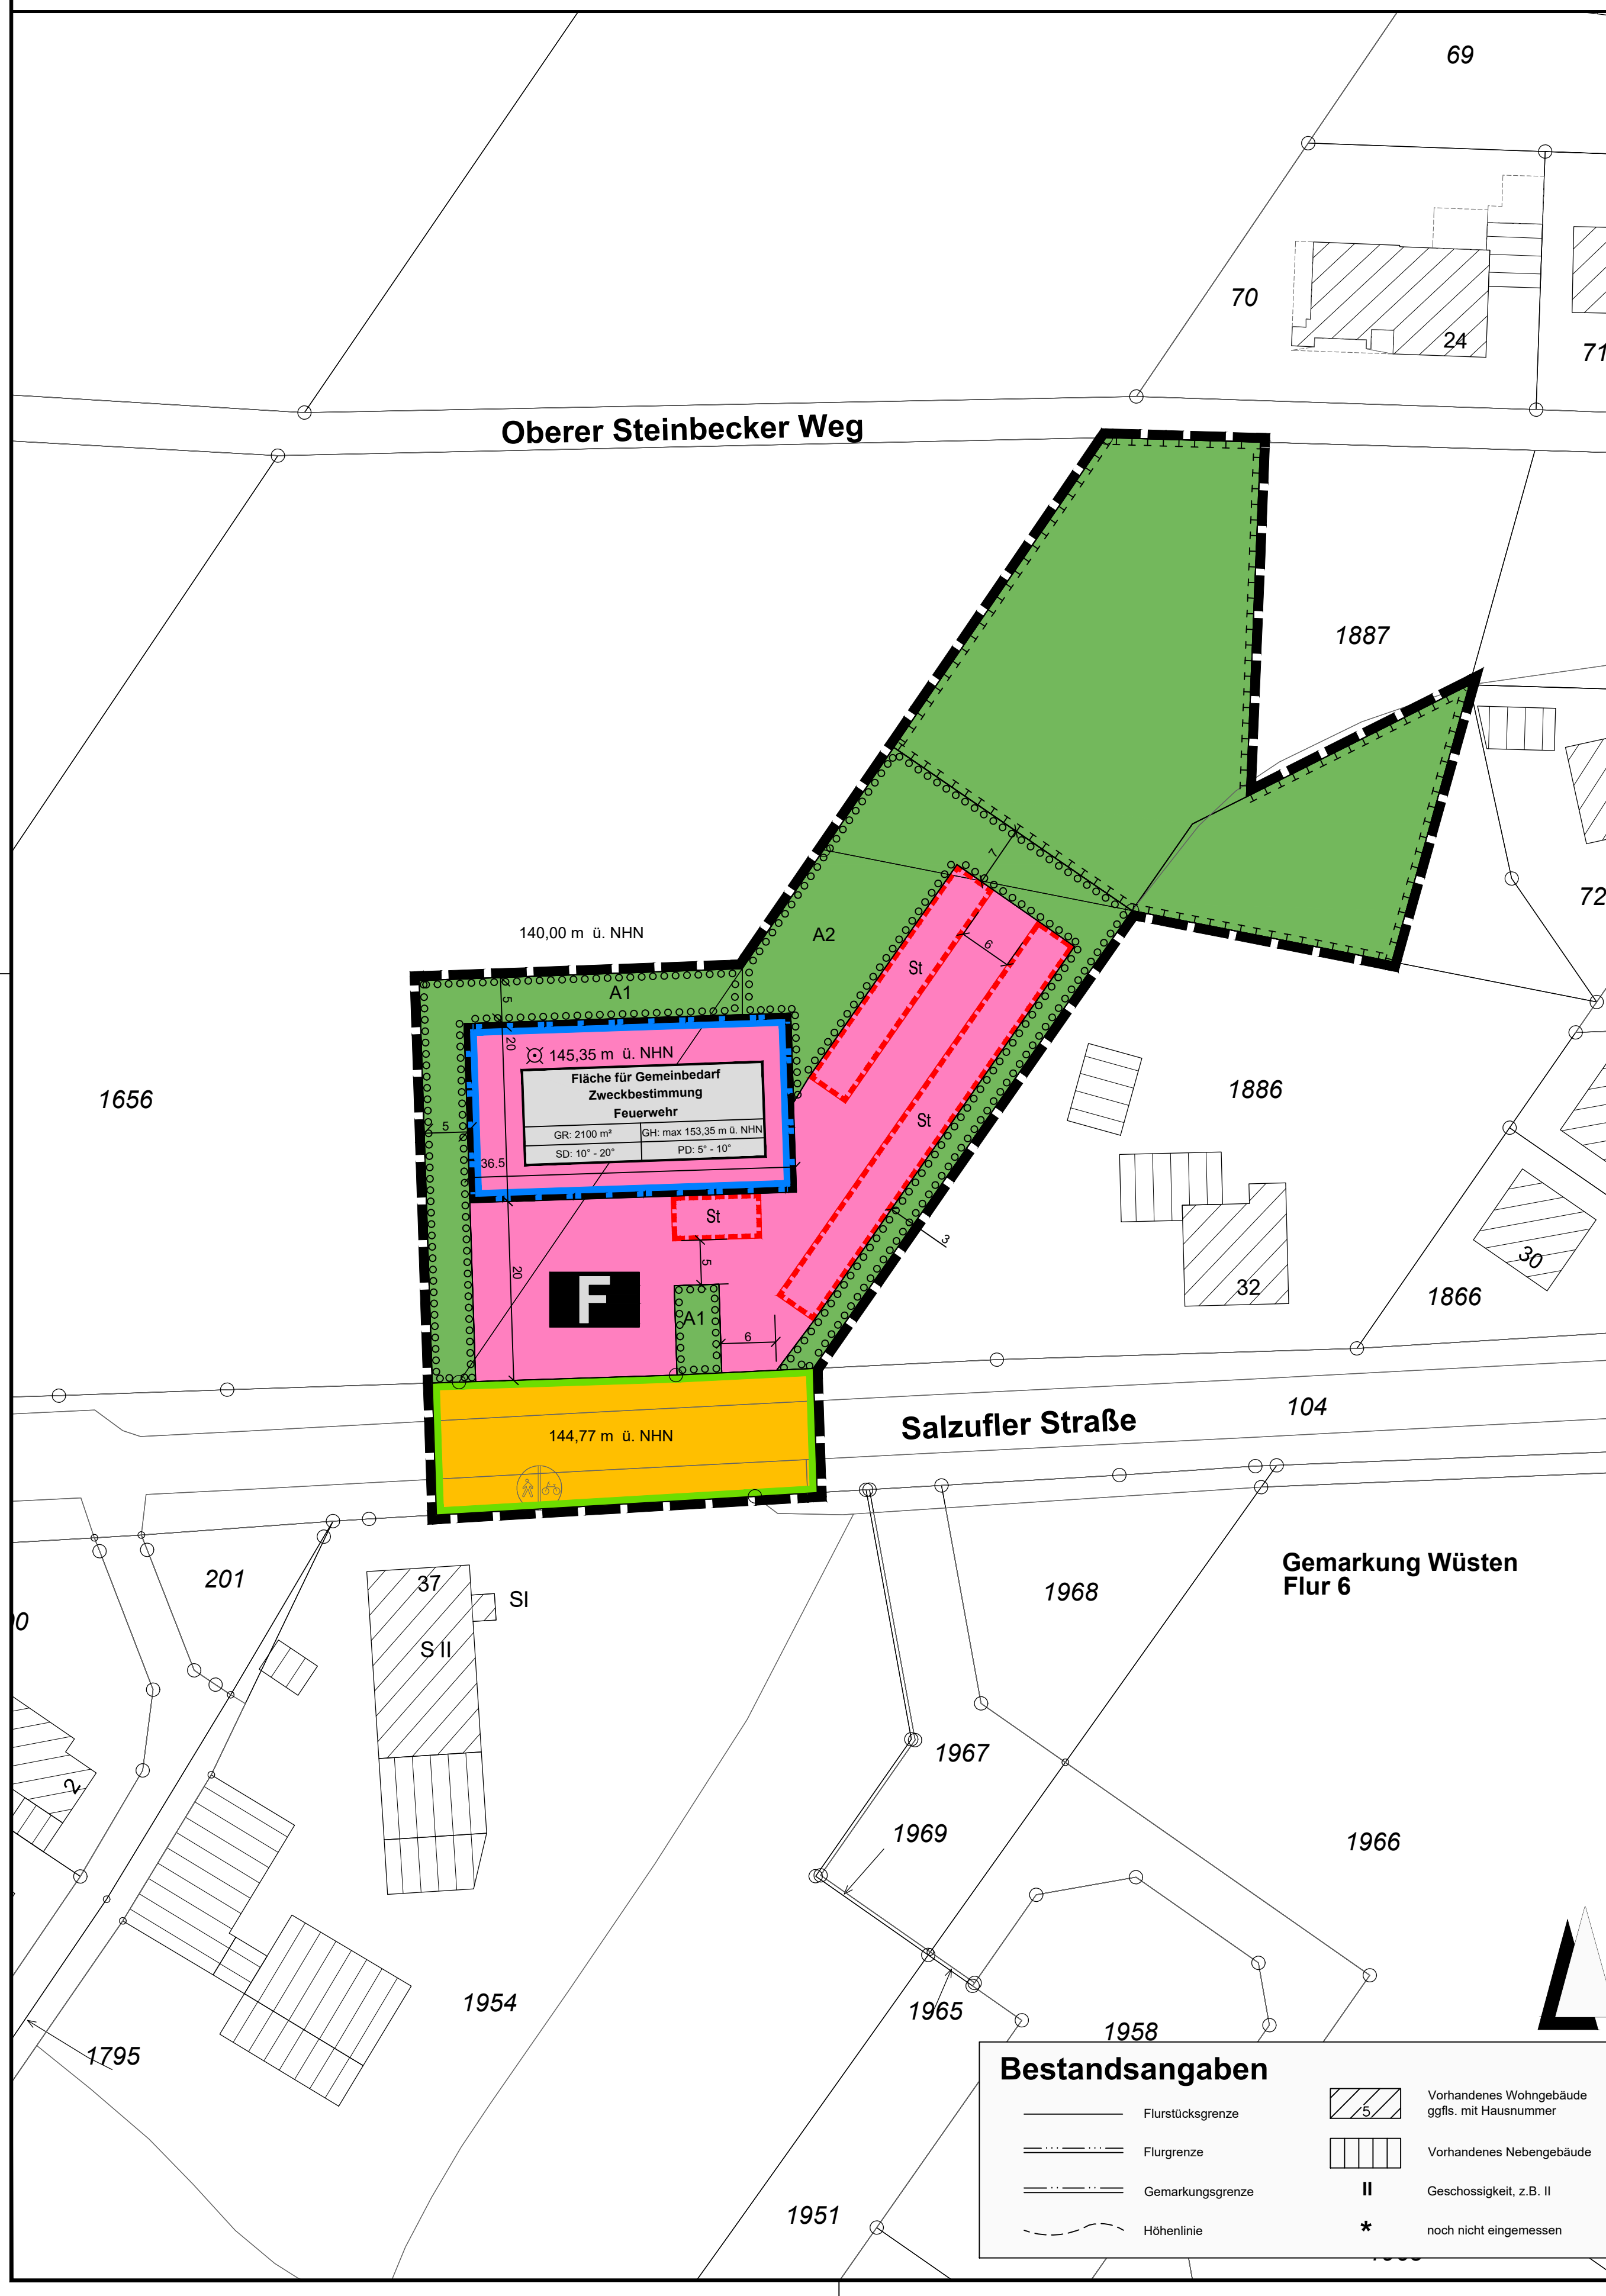 69
70
24
71
Oberer Steinbecker Weg
1887
72
7
A2
140,00 m ü. NHN
6
St
A1
5
20
145,35 m ü. NHN
Fläche für Gemeinbedarf
Zweckbestimmung
Feuerwehr
GR: 2100 m² GH: max 153,35 m ü. NHN
SD: 10° - 20° PD: 5° - 10°
1656
1886
5
St
36.5
St
3
20
5
F
30
32
1866
A1
6
104
Salzufler Straße
144,77 m ü. NHN
Gemarkung Wüsten
Flur 6
201
37
SI
1968
S II
1967
2
1969
1966
1954
1965
1958
1795
1951
Bestandsangaben
Flurstücksgrenze
Flurgrenze
Gemarkungsgrenze
Höhenlinie
5
Vorhandenes Wohngebäude
ggfls. mit Hausnummer
Vorhandenes Nebengebäude
II
Geschossigkeit, z.B. II
*
noch nicht eingemessen